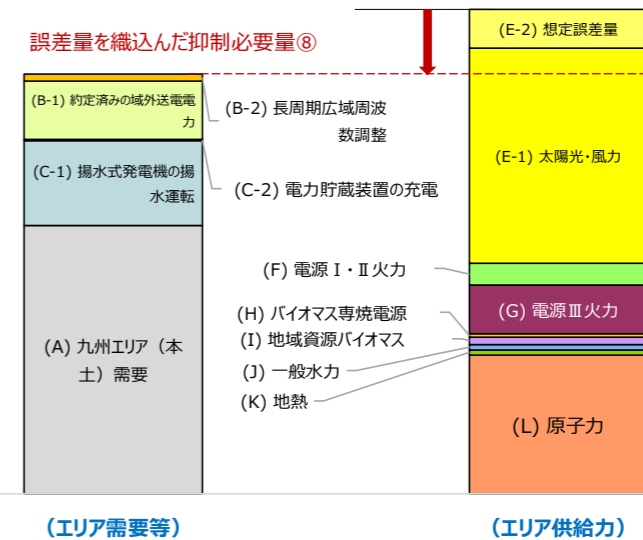 誤差量を織込んだ抑制必要量⑧
(B-1) 約定済みの域外送電電
力
(B-2) 長周期広域周波
数調整
(C-1) 揚水式発電機の揚
水運転
(C-2) 電力貯蔵装置の充電
(A) 九州エリア（本
土）需要
（エリア需要等）
(E-2) 想定誤差量
(E-1) 太陽光・風力
(F) 電源Ⅰ・Ⅱ火力
(G) 電源Ⅲ火力
(H) バイオマス専焼電源
(I) 地域資源バイオマス
(J) 一般水力
(K) 地熱
(L) 原子力
（エリア供給力）